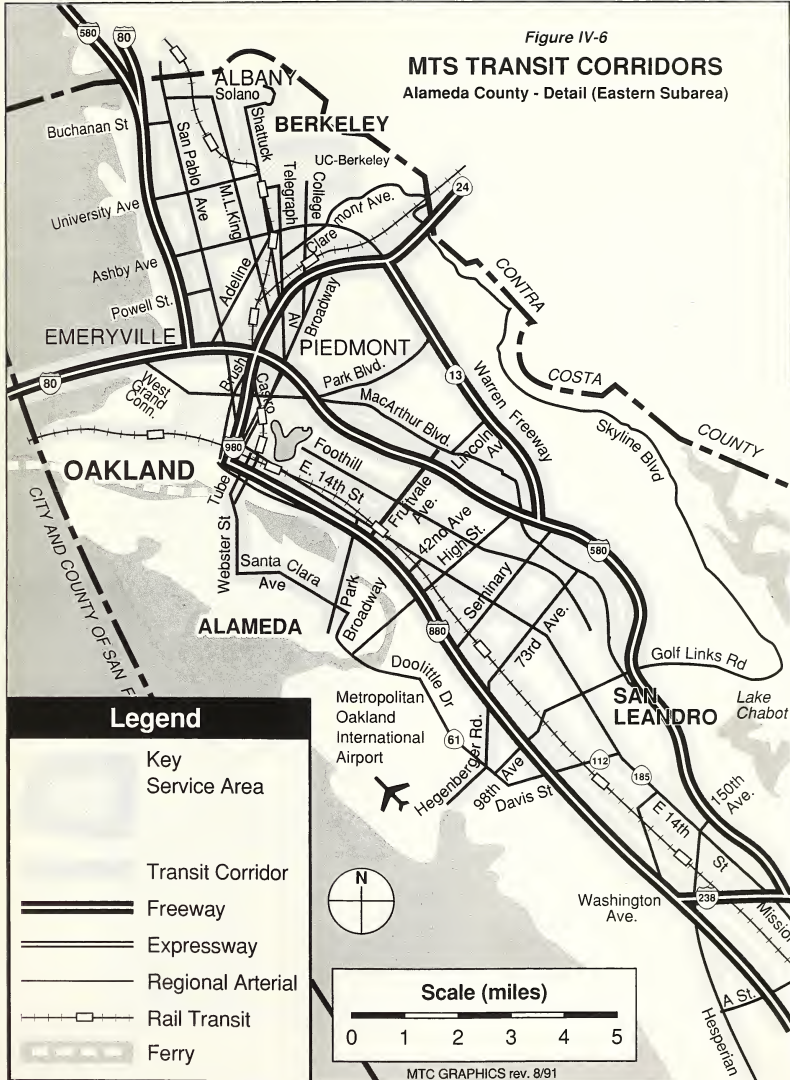 Figure IV-6
MTS TRANSIT CORRIDORS
Alameda County - Detail (Eastern Subarea)
580
80
ALBANY
Solano
BERKELEY
Buchanan St
San Pablo Ave
Shattuck
UC-Berkeley
M.L.King
Telegraph
College
24
University Ave
Claremont Ave.
Ashby Ave
Adeline
Powell St.
AV
Broadway
CONTRA
COSTA
COUNTY
EMERYVILLE
PIEDMONT
13
Warren Freeway
80
West
Grand
Conn.
Brush
Castro
Park Blvd.
MacArthur Blvd.
Lincoln
Av
Skyline Blvd
980
OAKLAND
Foothill
E. 14th St
Fruitvale
Ave.
42nd Ave
High St.
580
Tube
CITY AND COUNTY OF SAN F
Webster St
Santa Clara
Ave
Park
Broadway
Seminary
73rd Ave.
ALAMEDA
880
Golf Links Rd
Doolittle Dr
SAN
LEANDRO
Lake
Chabot
Metropolitan
Oakland
International
Airport
61
Hegenberger Rd.
98th Ave
Davis St
112
185
150th
Ave.
E 14th
St
Washington
Ave.
238
Mission
A St.
Hesperian
Legend
Key
Service Area
Transit Corridor
Freeway
Expressway
Regional Arterial
Rail Transit
Ferry
N
Scale (miles)
0 1 2 3 4 5
MTC GRAPHICS rev. 8/91